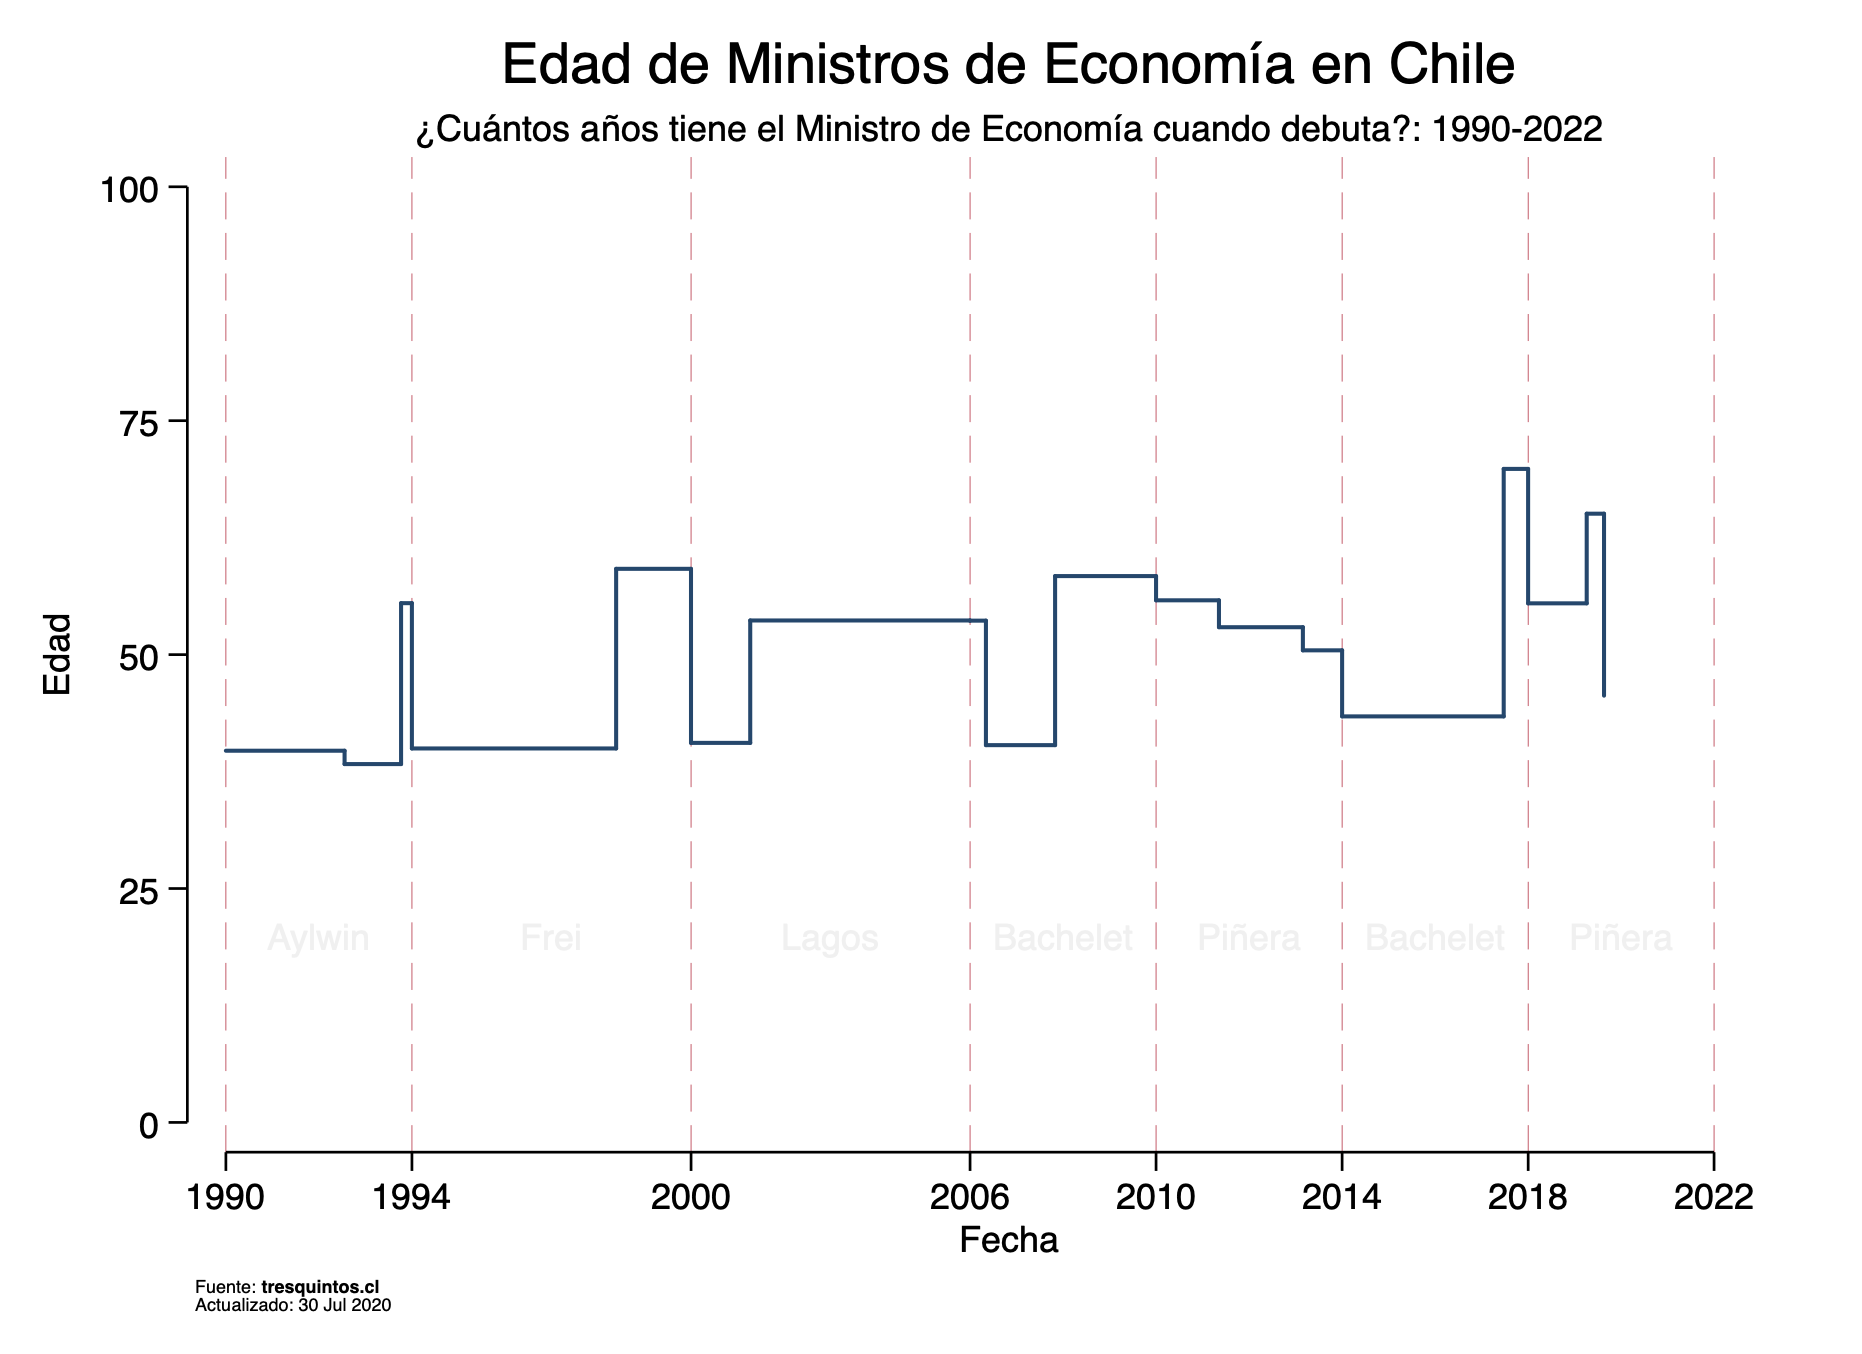 Edad de Ministros de Economía en Chile
¿Cuántos años tiene el Ministro de Economía cuando debuta?: 1990-2022
100
75
50
25
0
Edad
Aylwin Frei Lagos Bachelet Piñera Bachelet Piñera
1990 1994 2000 2006 2010 2014 2018 2022
Fecha
Fuente: tresquintos.cl
Actualizado: 30 Jul 2020